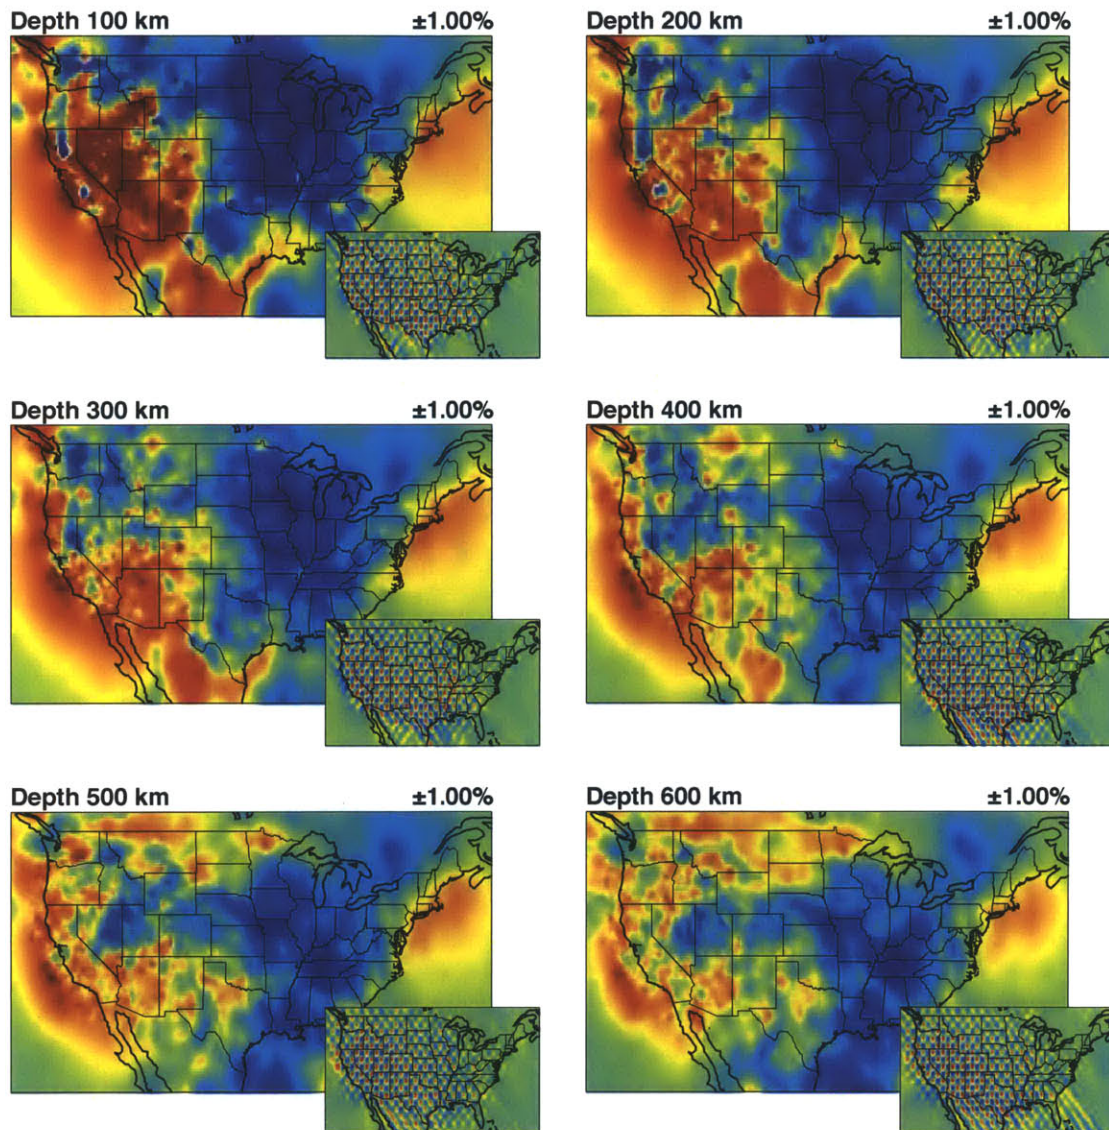 Depth 100 km ±1.00%
Depth 200 km ±1.00%
Depth 300 km ±1.00%
Depth 400 km ±1.00%
Depth 500 km ±1.00%
Depth 600 km ±1.00%